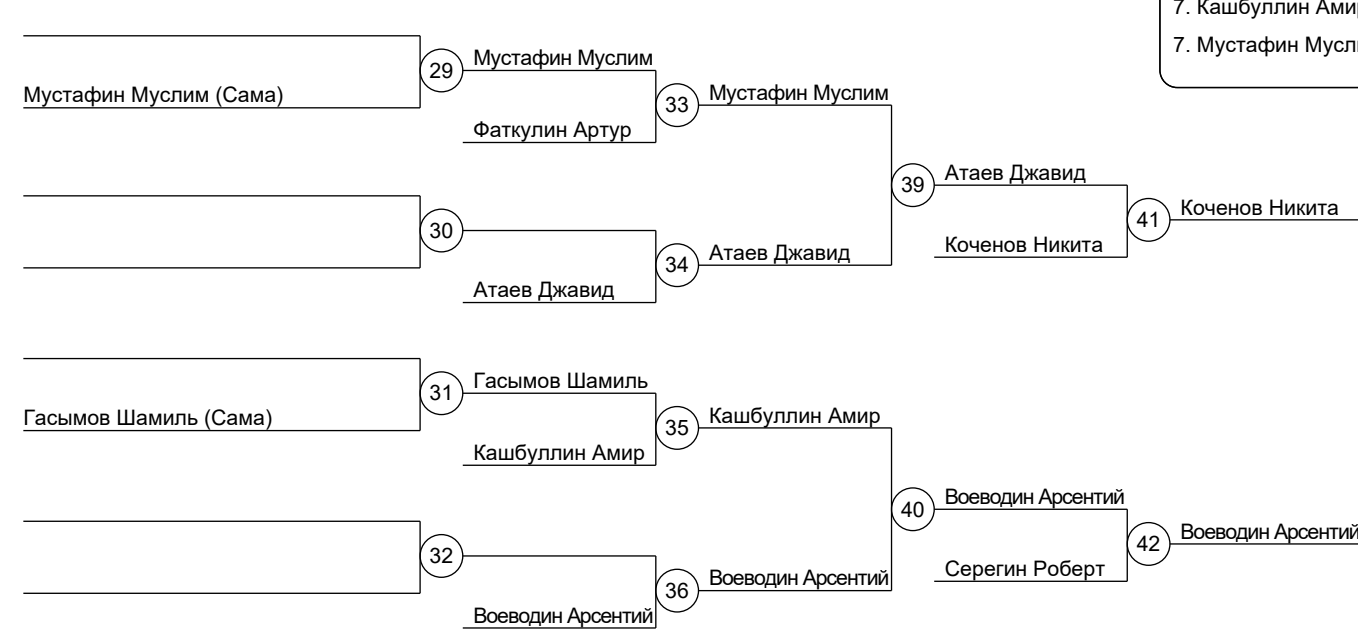 7. Кашбуллин Амир
7. Мустафин
Мустафин Муслим
29
Мустафин Муслим (Сама)
Мустафин Муслим
33
Фаткулин Артур
Атаев Джавид
39
Коченов Никита
41
30
Коченов Никита
Атаев Джавид
34
Атаев Джавид
Гасымов Шамиль
31
Гасымов Шамиль (Сама)
Кашбуллин Амир
35
Кашбуллин Амир
Воеводин Арсентий
40
Воеводин Арсентий
42
32
Серегин Роберт
Воеводин Арсентий
36
Воеводин Арсентий